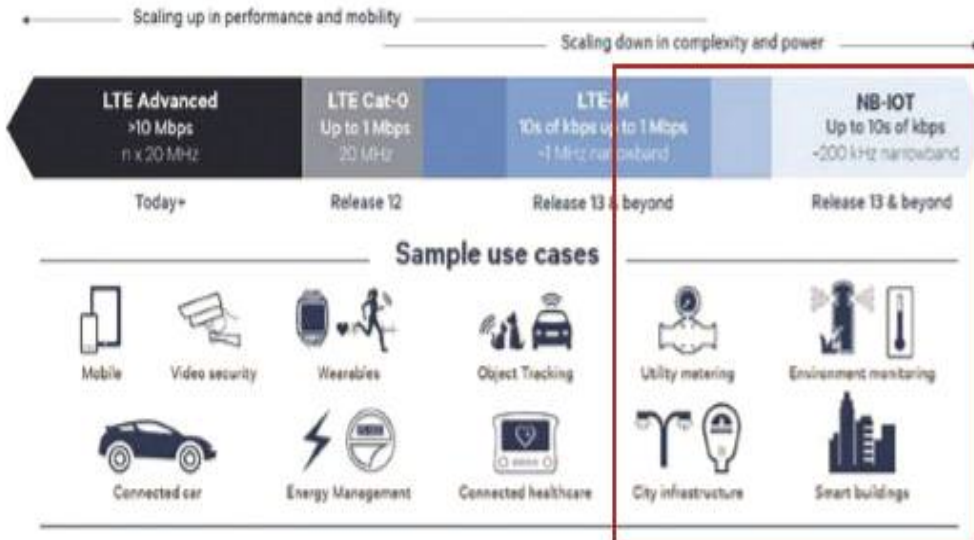 Scaling up in performance and mobility
Scaling down in complexity and power
LTE Advanced
>10 Mbps
n x 20 MHz
LTE Cat-0
Up to 1 Mbps
20 MHz
LTE-M
10s of kbps up to 1 Mbps
~1 MHz narrowband
NB-IOT
Up to 10s of kbps
~200 kHz narrowband
Today+
Release 12
Release 13 & beyond
Release 13 & beyond
Sample use cases
Mobile
Video security
Wearables
Object Tracking
Utility metering
Environment monitoring
Connected car
Energy Management
Connected healthcare
City infrastructure
Smart buildings